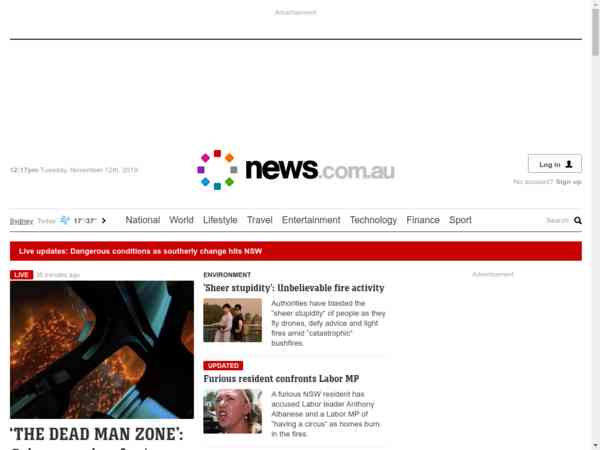 Advertisement
12:17pm Tuesday, November 12th, 2019
news.com.au
Log in
No account? Sign up
Sydney Today 17°/37° National World Lifestyle Travel Entertainment Technology Finance Sport Search
Live updates: Dangerous conditions as southerly change hits NSW
LIVE
minutes ago
'THE DEAD MAN ZONE':
ENVIRONMENT
'Sheer stupidity': Unbelievable fire activity
Authorities have blasted the
"sheer stupidity" of people as they
fly drones, defy advice and light
fires amid "catastrophic"
bushfires.
UPDATED
Furious resident confronts Labor MP
A furious NSW resident has
accused Labor leader Anthony
Albanese and a Labor MP of
"having a circus" as homes burn
in the fires.
Advertisement